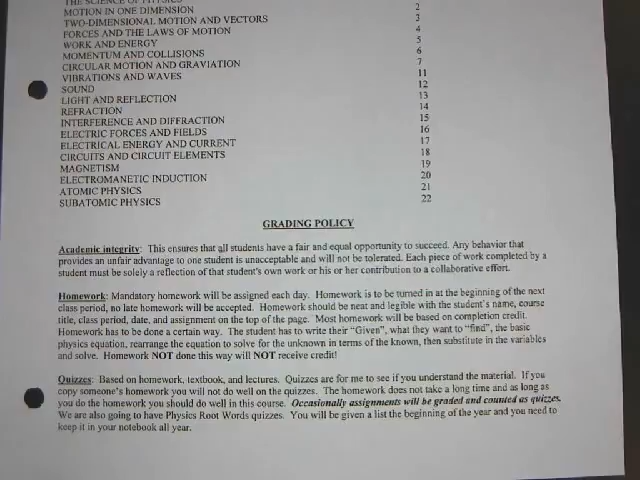 THE SCIENCE OF PHYSICS
MOTION IN ONE DIMENSION 2
TWO-DIMENSIONAL MOTION AND VECTORS 3
FORCES AND THE LAWS OF MOTION 4
WORK AND ENERGY 5
MOMENTUM AND COLLISIONS 6
CIRCULAR MOTION AND GRAVIATION 7
VIBRATIONS AND WAVES 11
SOUND 12
LIGHT AND REFLECTION 13
REFRACTION 14
INTERFERENCE AND DIFFRACTION 15
ELECTRIC FORCES AND FIELDS 16
ELECTRICAL ENERGY AND CURRENT 17
CIRCUITS AND CIRCUIT ELEMENTS 18
MAGNETISM 19
ELECTROMANETIC INDUCTION 20
ATOMIC PHYSICS 21
SUBATOMIC PHYSICS 22
GRADING POLICY
Academic integrity: This ensures that all students have a fair and equal opportunity to succeed. Any behavior that
provides an unfair advantage to one student is unacceptable and will not be tolerated. Each piece of work completed by a
student must be solely a reflection of that student's own work or his or her contribution to a collaborative effort.
Homework: Mandatory homework will be assigned each day. Homework is to be turned in at the beginning of the next
class period, no late homework will be accepted. Homework should be neat and legible with the student's name, course
title, class period, date, and assignment on the top of the page. Most homework will be based on completion credit.
Homework has to be done a certain way. The student has to write their "Given", what they want to "find", the basic
physics equation, rearrange the equation to solve for the unknown in terms of the known, then substitute in the variables
and solve. Homework NOT done this way will NOT receive credit!
Quizzes: Based on homework, textbook, and lectures. Quizzes are for me to see if you understand the material. If you
copy someone's homework you will not do well on the quizzes. The homework does not take a long time and as long as
you do the homework you should do well in this course. Occasionally assignments will be graded and counted as quizzes.
We are also going to have Physics Root Words quizzes. You will be given a list the beginning of the year and you need to
keep it in your notebook all year.